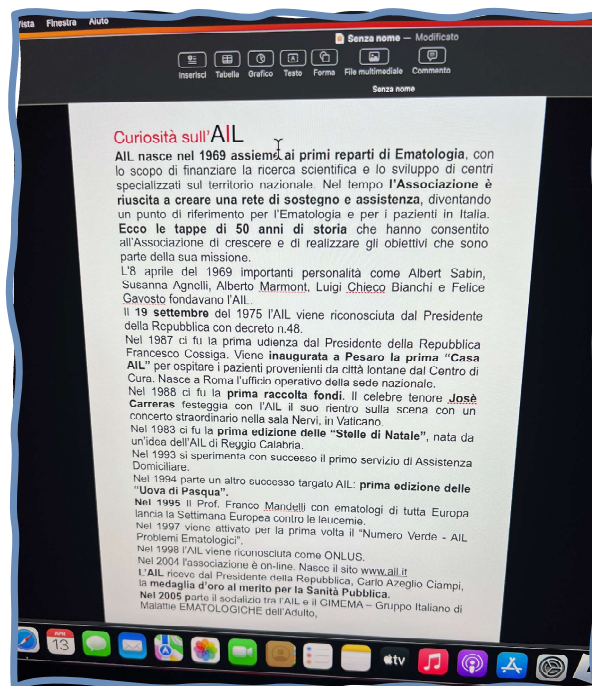 Vista Finestra Aiuto
Senza nome — Modificato
Inserisci Tabella Grafico Testo Forma File multimediale Commento
Senza nome
Curiosità sull'AIL
AIL nasce nel 1969 assieme ai primi reparti di Ematologia, con
lo scopo di finanziare la ricerca scientifica e lo sviluppo di centri
specializzati sul territorio nazionale. Nel tempo l'Associazione è
riuscita a creare una rete di sostegno e assistenza, diventando
un punto di riferimento per l'Ematologia e per i pazienti in Italia.
Ecco le tappe di 50 anni di storia che hanno consentito
all'Associazione di crescere e di realizzare gli obiettivi che sono
parte della sua missione.
L'8 aprile del 1969 importanti personalità come Albert Sabin,
Susanna Agnelli, Alberto Marmont, Luigi Chieco Bianchi e Felice
Gavosto fondavano l'AIL.
Il 19 settembre del 1975 l'AIL viene riconosciuta dal Presidente
della Repubblica con decreto n.48.
Nel 1987 ci fu la prima udienza dal Presidente della Repubblica
Francesco Cossiga. Viene inaugurata a Pesaro la prima “Casa
AIL” per ospitare i pazienti provenienti da città lontane dal Centro di
Cura. Nasce a Roma l'ufficio operativo della sede nazionale.
Nel 1988 ci fu la prima raccolta fondi. Il celebre tenore Josè
Carreras festeggia con l'AIL il suo rientro sulla scena con un
concerto straordinario nella sala Nervi, in Vaticano.
Nel 1983 ci fu la prima edizione delle “Stelle di Natale”, nata da
un'idea dell'AIL di Reggio Calabria.
Nel 1993 si sperimenta con successo il primo servizio di Assistenza
Domiciliare.
Nel 1994 parte un altro successo targato AIL: prima edizione delle
“Uova di Pasqua”.
Nel 1995 Il Prof. Franco Mandelli con ematologi di tutta Europa
lancia la Settimana Europea contro le leucemie.
Nel 1997 viene attivato per la prima volta il “Numero Verde - AIL
Problemi Ematologici”.
Nel 1998 l'AIL viene riconosciuta come ONLUS.
Nel 2004 l'associazione è on-line. Nasce il sito www.ail.it
L'AIL riceve dal Presidente della Repubblica, Carlo Azeglio Ciampi,
la medaglia d'oro al merito per la Sanità Pubblica.
Nel 2005 parte il sodalizio tra l'AIL e il GIMEMA – Gruppo Italiano di
Malattie EMATOLOGICHE dell'Adulto,
APR
13
tv